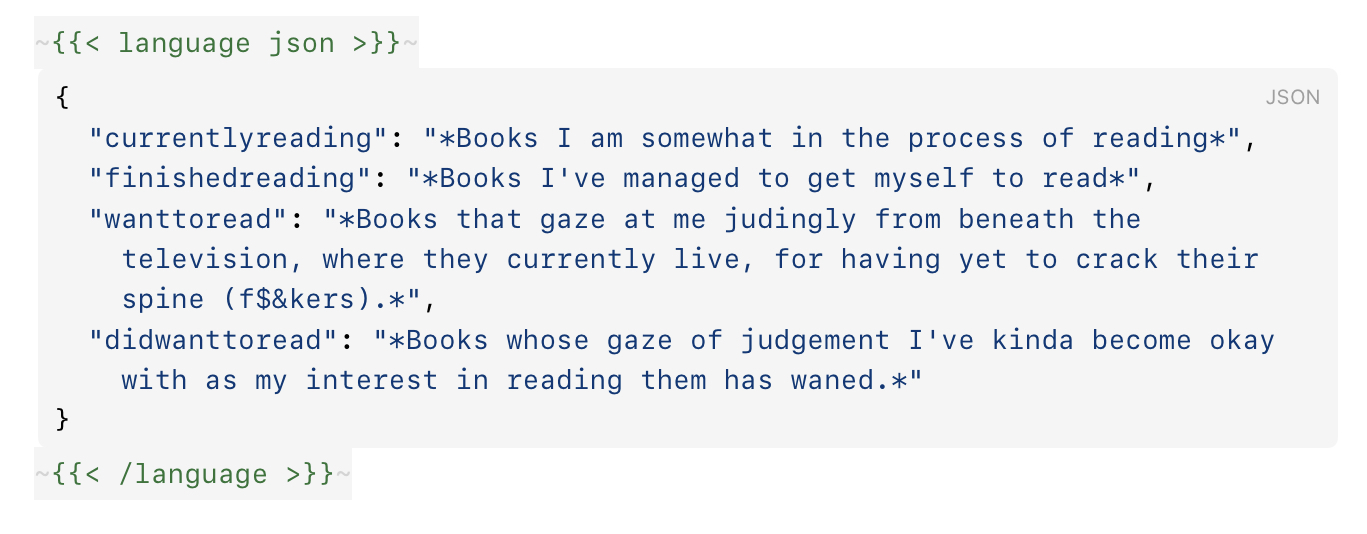 ~{{< language json >}}~
{
JSON
"currentlyreading": "*Books I am somewhat in the process of reading*",
"finishedreading": "*Books I've managed to get myself to read*",
"wanttoread": "*Books that gaze at me judingly from beneath the
television, where they currently live, for having yet to crack their
spine (f$&kers).*",
"didwanttoread": "*Books whose gaze of judgement I've kinda become okay
with as my interest in reading them has waned.*"
}
~{{< /language >}}~